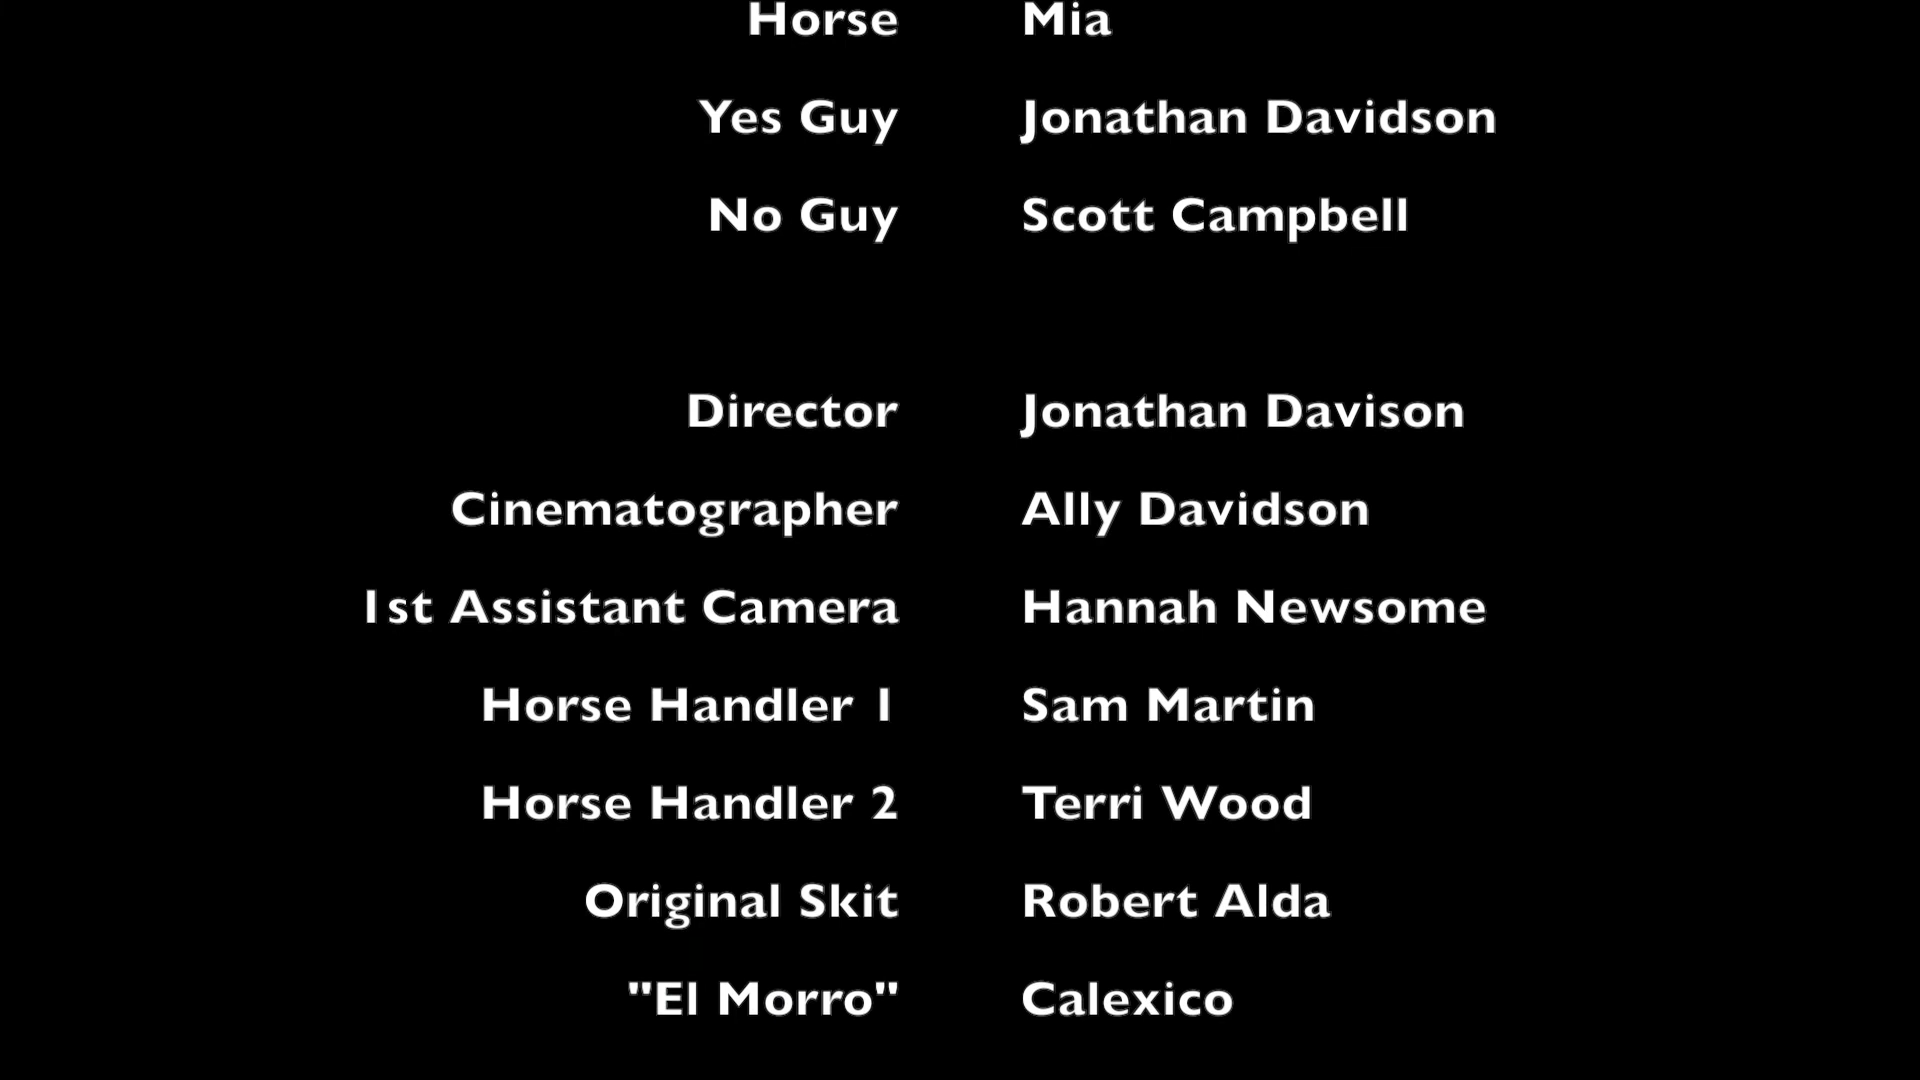 Horse Mia
Yes Guy Jonathan Davidson
No Guy Scott Campbell
Director Jonathan Davison
Cinematographer Ally Davidson
1st Assistant Camera Hannah Newsome
Horse Handler 1 Sam Martin
Horse Handler 2 Terri Wood
Original Skit Robert Alda
"El Morro" Calexico